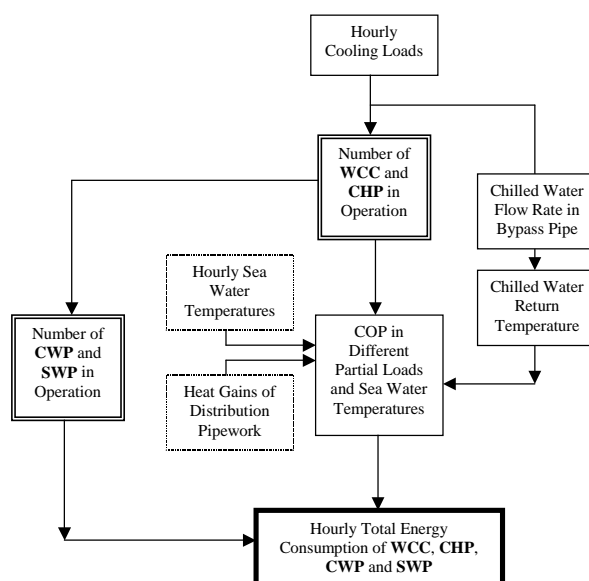 Hourly
Cooling Loads
Number of
WCC and
CHP in
Operation
Chilled Water
Flow Rate in
Bypass Pipe
Hourly Sea
Water
Temperatures
Chilled Water
Return
Temperature
Number of
CWP and
SWP in
Operation
COP in
Different
Partial Loads
and Sea Water
Temperatures
Heat Gains of
Distribution
Pipework
Hourly Total Energy
Consumption of WCC, CHP,
CWP and SWP